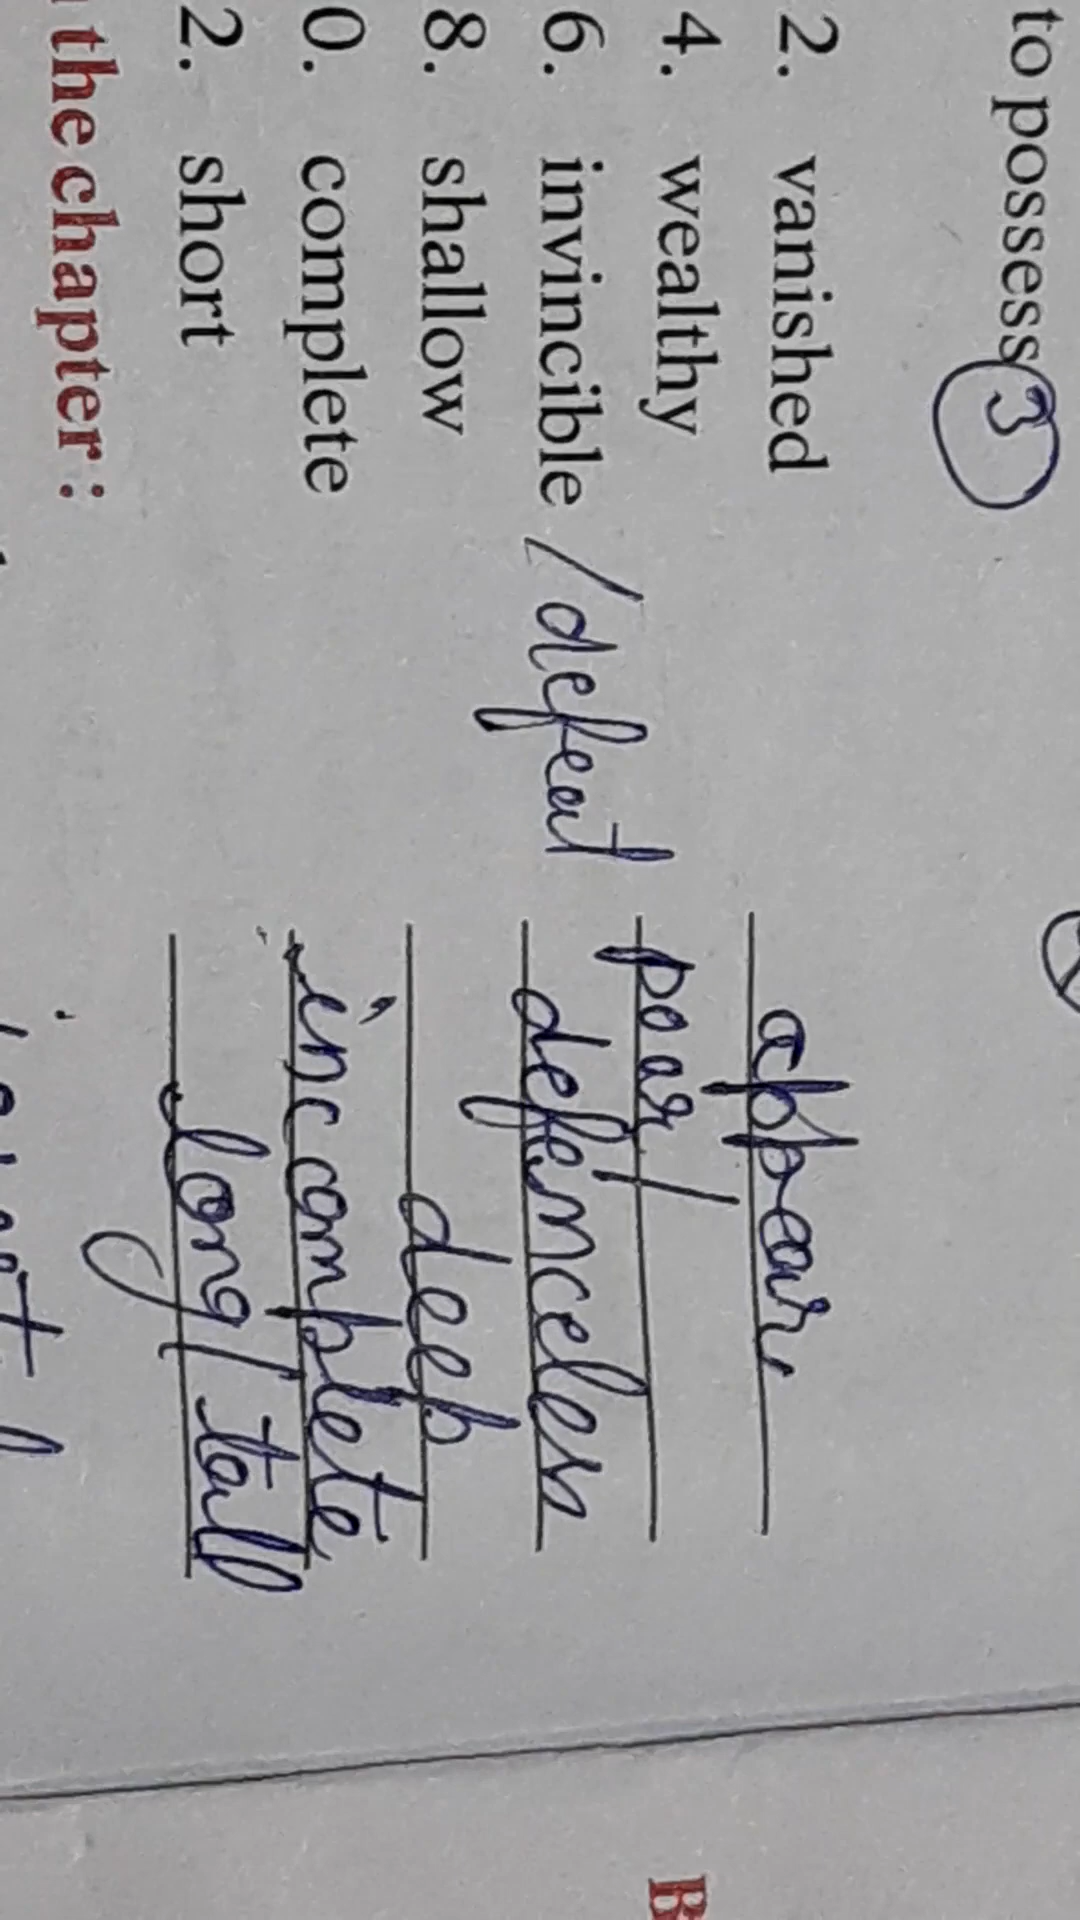 to possess 3
2. vanished appear
4. wealthy poor/
6. invincible /defeat defenceless
8. shallow deep
0. complete incomplete
2. short long/tall
the chapter :
B